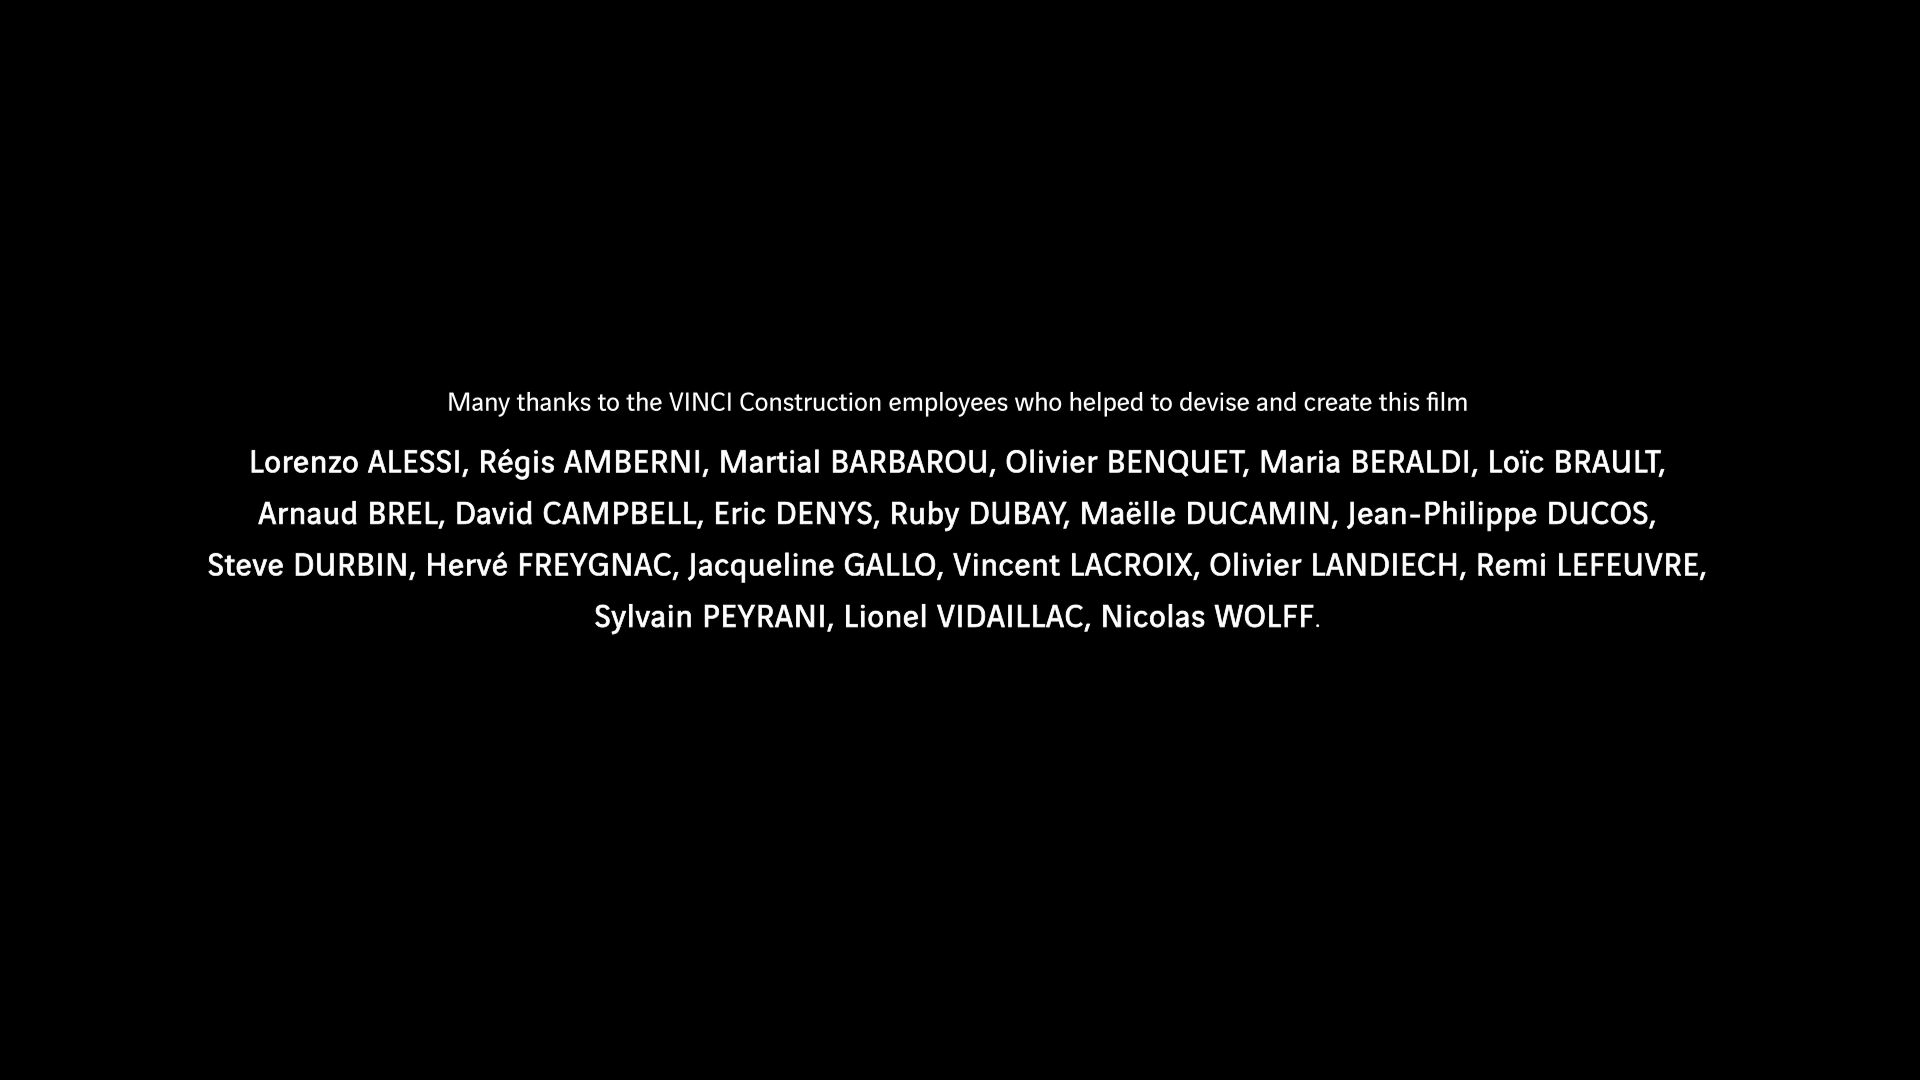 Many thanks to the VINCI Construction employees who helped to devise and create this film
Lorenzo ALESSI, Régis AMBERNI, Martial BARBAROU, Olivier BENQUET, Maria BERALDI, Loïc BRAULT,
Arnaud BREL, David CAMPBELL, Eric DENYS, Ruby DUBAY, Maëlle DUCAMIN, Jean-Philippe DUCOS,
Steve DURBIN, Hervé FREYGNAC, Jacqueline GALLO, Vincent LACROIX, Olivier LANDIECH, Remi LEFEUVRE,
Sylvain PEYRANI, Lionel VIDAILLAC, Nicolas WOLFF.